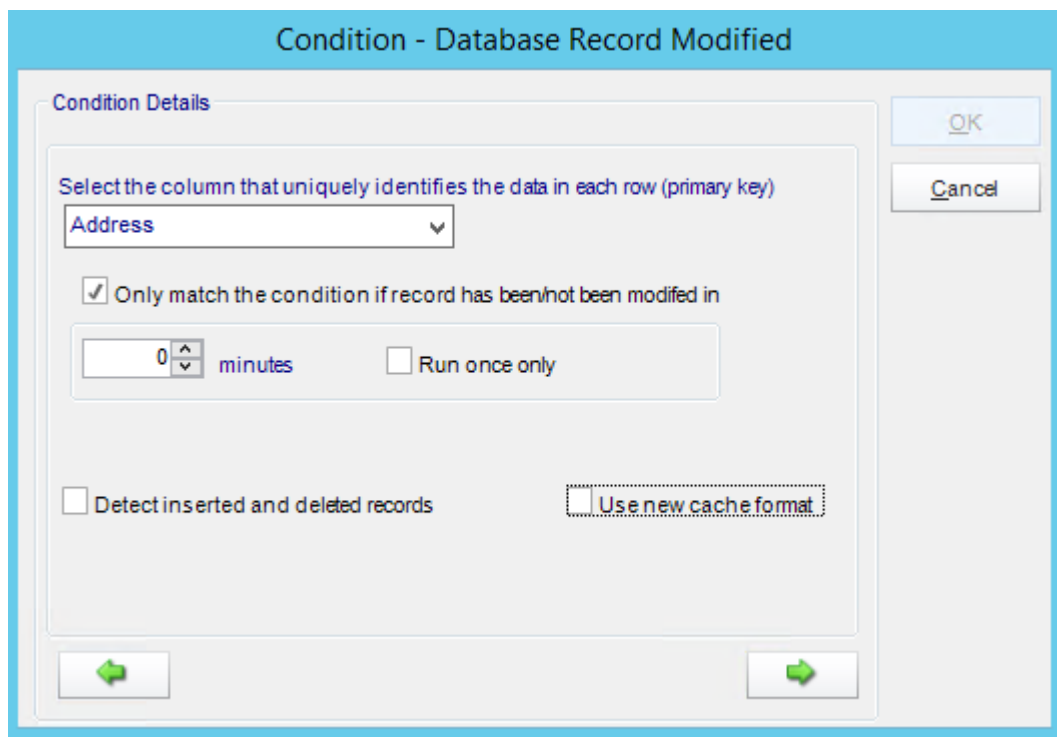 Condition - Database Record Modified
Condition Details
OK
Select the column that uniquely identifies the data in each row (primary key)
Cancel
Address
Only match the condition if record has been/not been modifed in
0 minutes Run once only
Detect inserted and deleted records Use new cache format